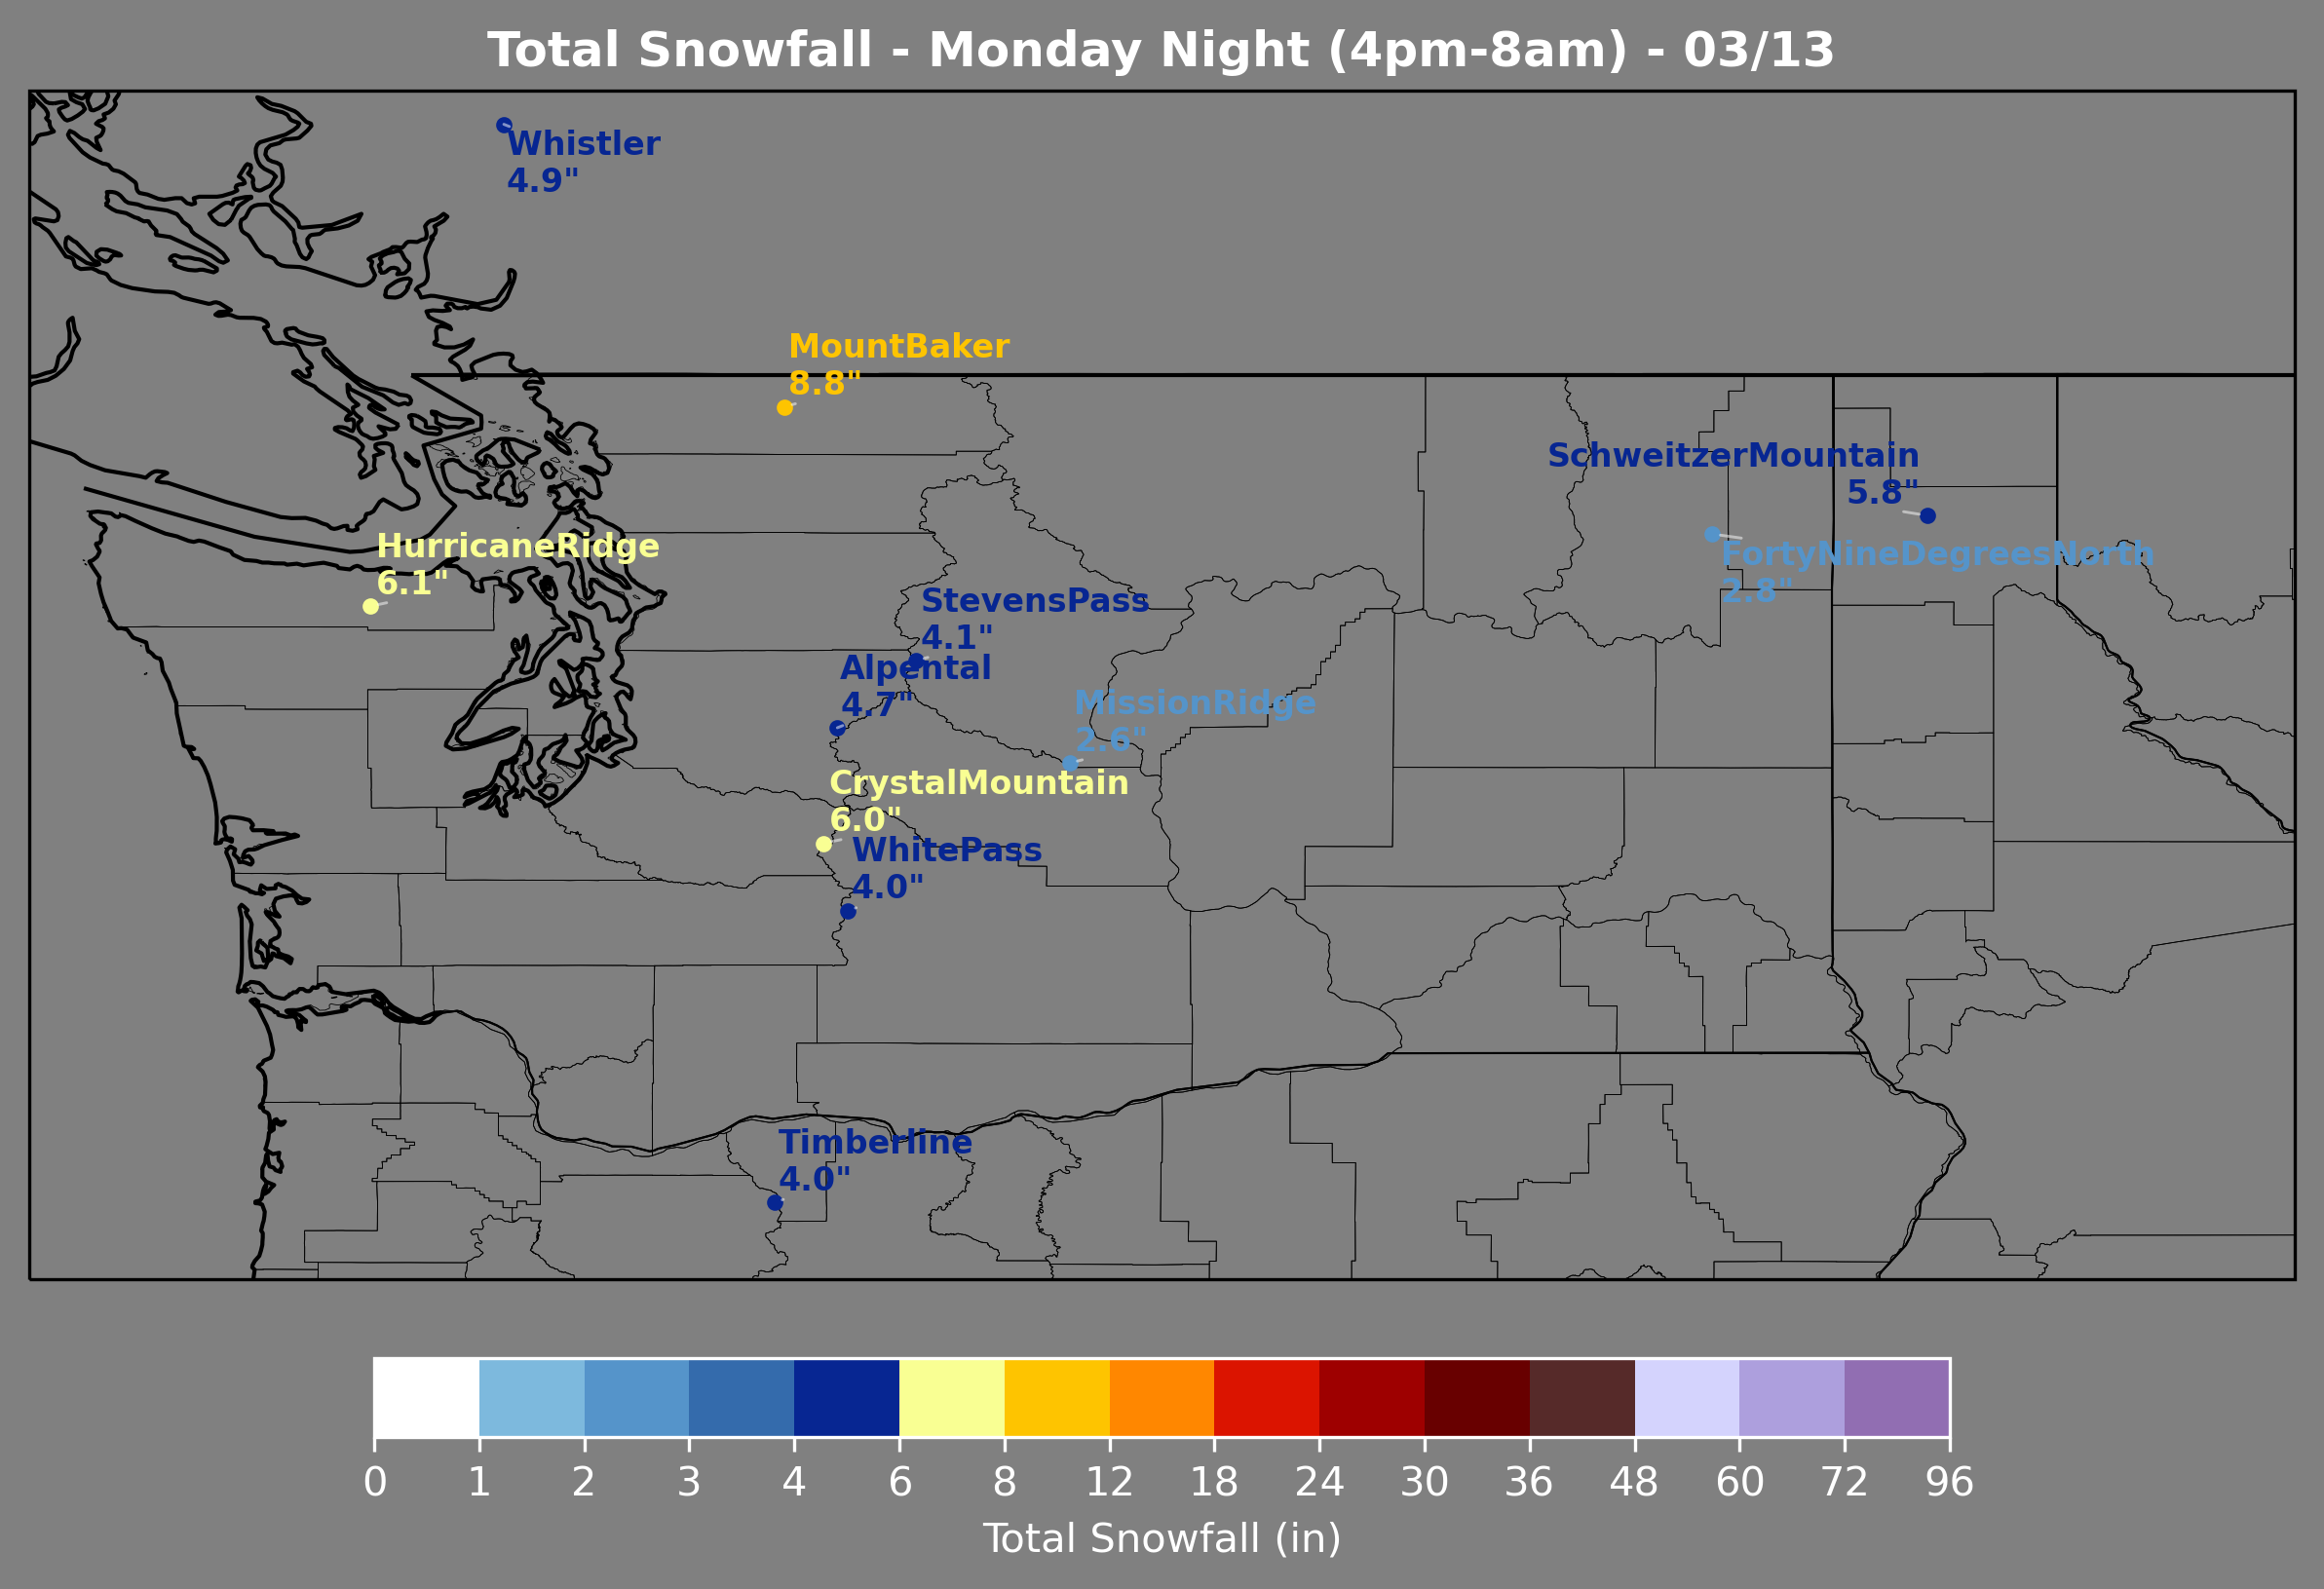 Total Snowfall - Monday Night (4pm-8am) - 03/13
Whistler
4.9"
MountBaker
8.8"
SchweitzerMountain
5.8"
HurricaneRidge
6.1"
FortyNineDegreesNorth
2.8"
StevensPass
4.1"
Alpental
4.7"
MissionRidge
2.6"
CrystalMountain
6.0"
WhitePass
4.0"
Timberline
4.0"
0 1 2 3 4 6 8 12 18 24 30 36 48 60 72 96
Total Snowfall (in)